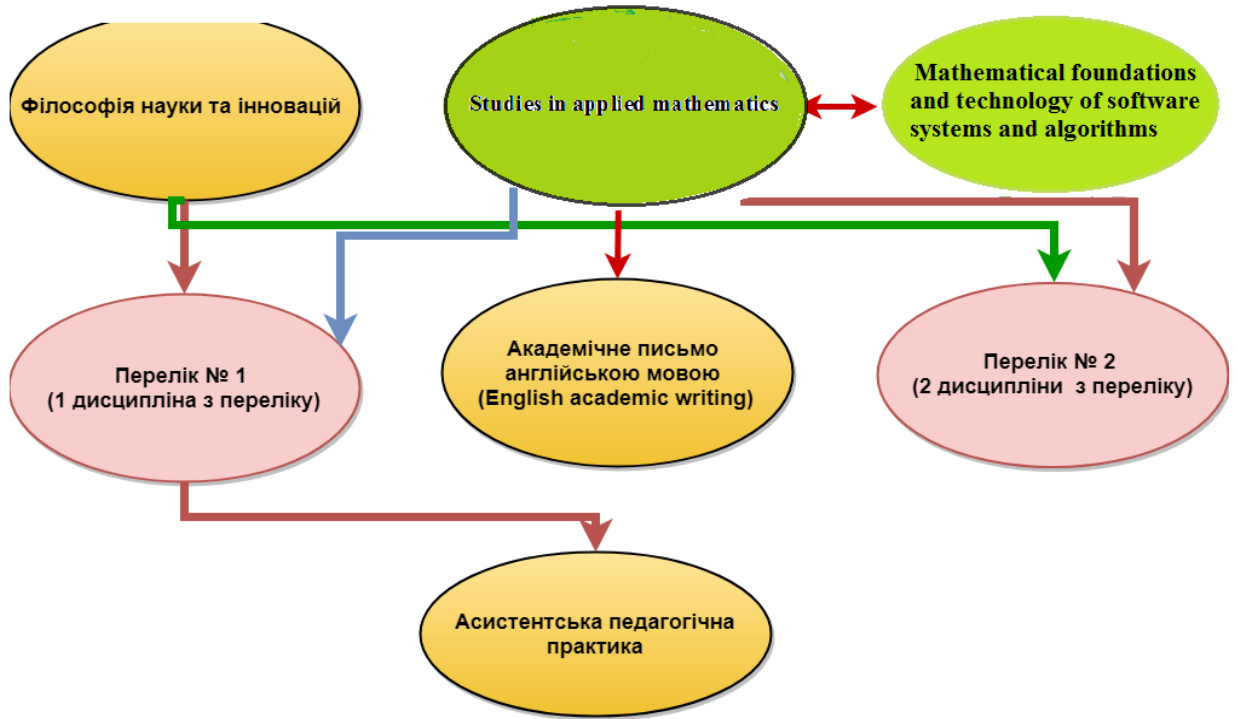 Філософія науки та інновацій
Studies in applied mathematics
Mathematical foundations
and technology of software
systems and algorithms
Перелік № 1
(1 дисципліна з переліку)
Академічне письмо
англійською мовою
(English academic writing)
Перелік № 2
(2 дисципліни з переліку)
Асистентська педагогічна
практика